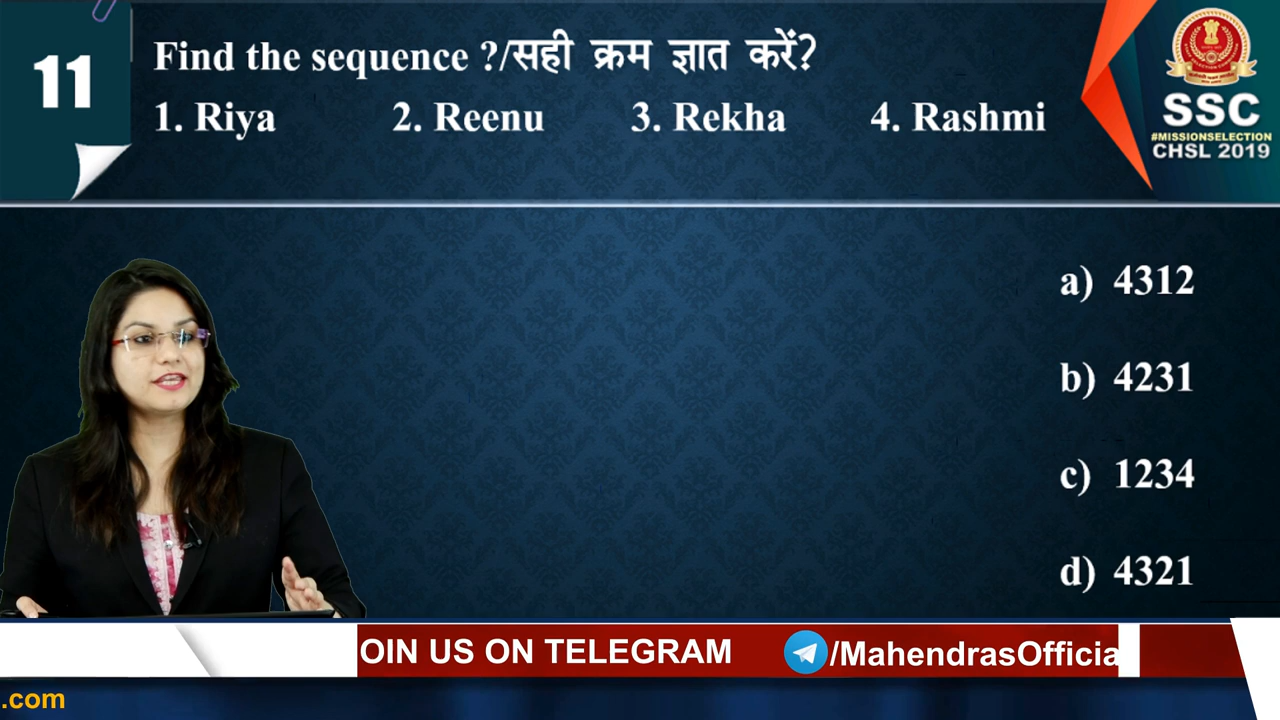 11
Find the sequence ?/सही क्रम ज्ञात करें?
1. Riya 2. Reenu 3. Rekha 4. Rashmi
SSC
#MISSIONSELECTION
CHSL 2019
a) 4312
b) 4231
c) 1234
d) 4321
OIN US ON TELEGRAM /MahendrasOfficia
.com